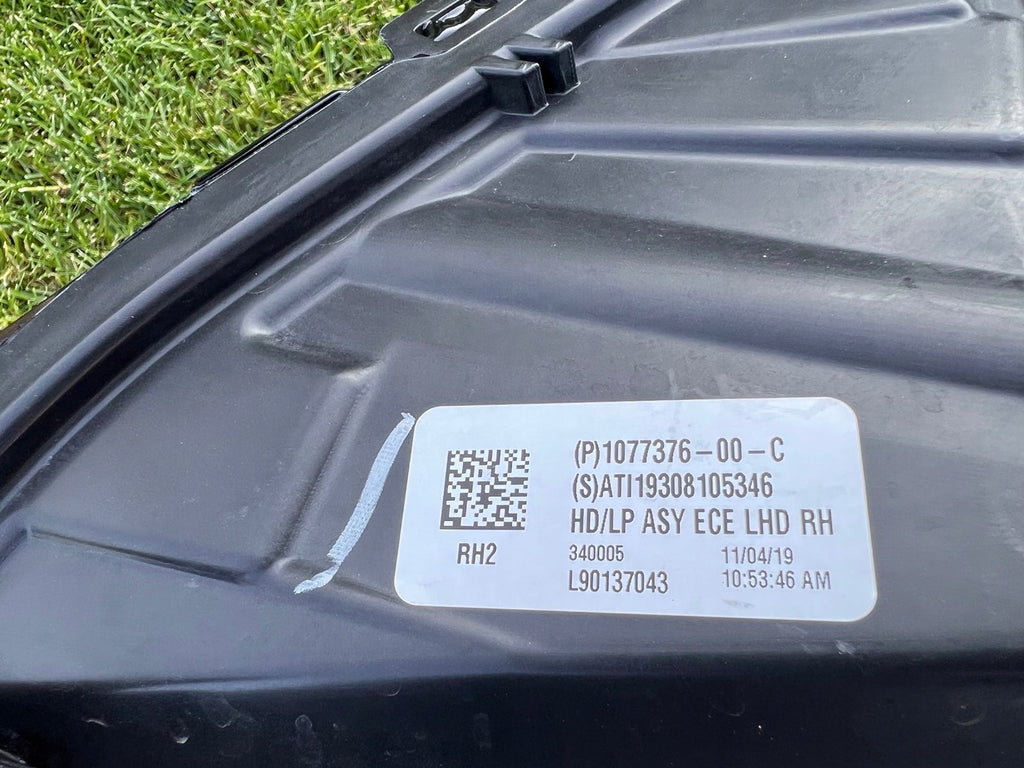 (P)1077376-00-C
(S)ATI19308105346
HD/LP ASY ECE LHD RH
RH2
340005 11/04/19
L90137043 10:53:46 AM